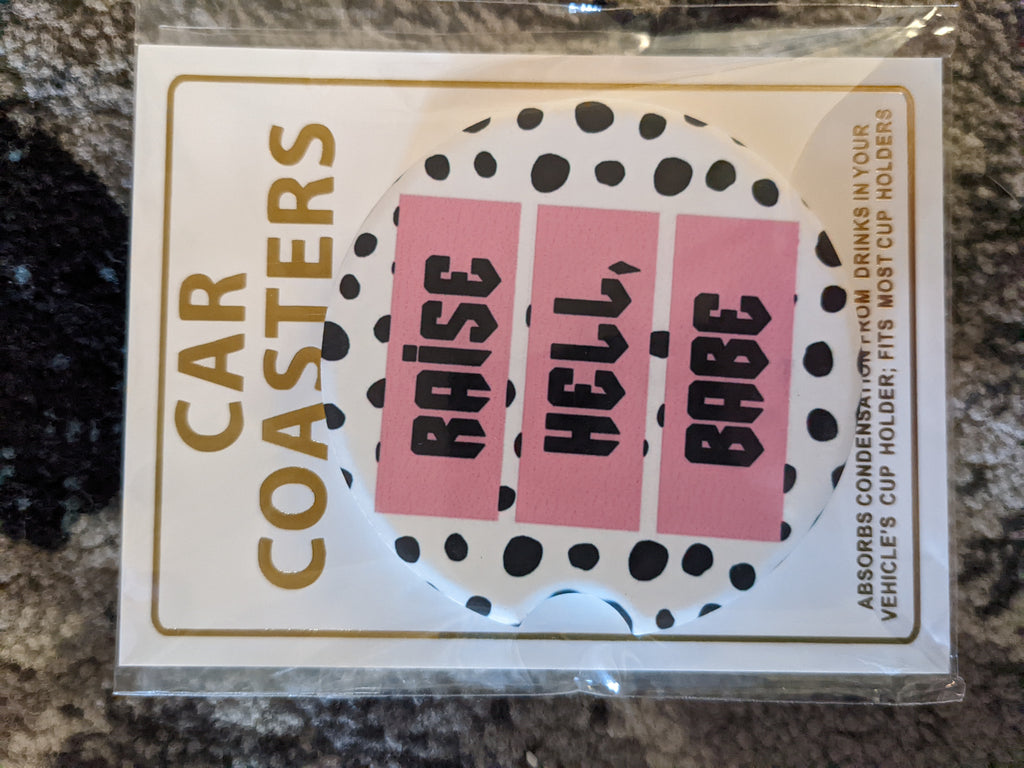 CAR
COASTERS
RAISE
HELL,
BABE
ABSORBS CONDENSATION FROM DRINKS IN YOUR
VEHICLE'S CUP HOLDER; FITS MOST CUP HOLDERS